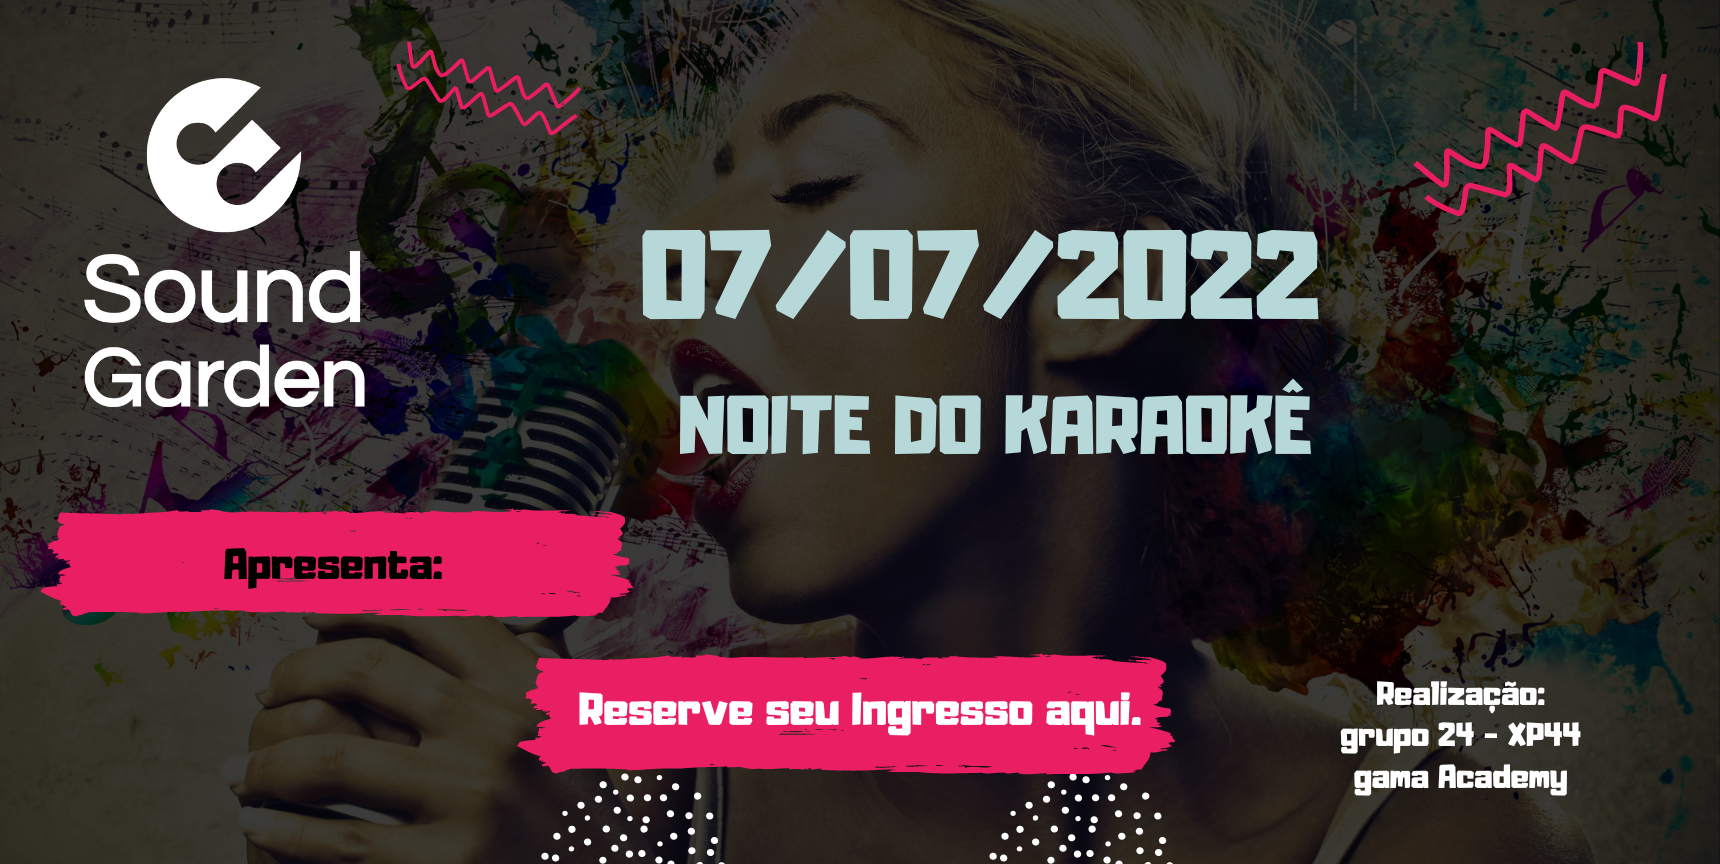 Sound
Garden
07/07/2022
NOITE DO KARAOKÊ
Apresenta:
Reserve seu Ingresso aqui.
Realização:
grupo 24 - XP44
gama Academy